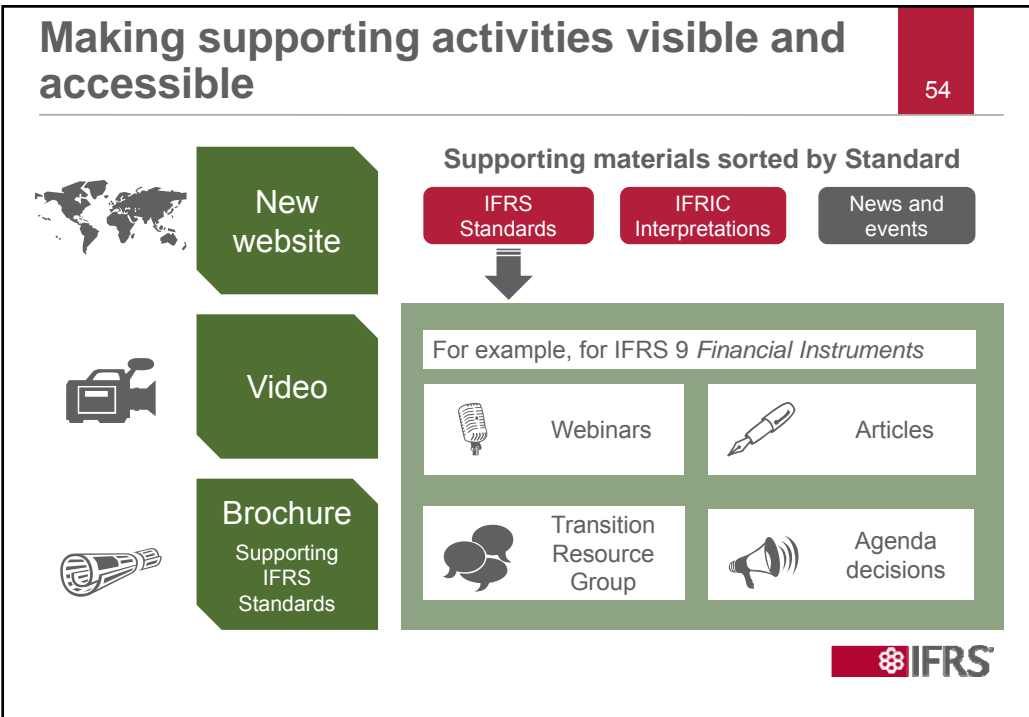 Making supporting activities visible and
accessible
54
New
website
Supporting materials sorted by Standard
IFRS
Standards
IFRIC
Interpretations
News and
events
Video
For example, for IFRS 9 Financial Instruments
Webinars
Articles
Brochure
Supporting
IFRS
Standards
Transition
Resource
Group
Agenda
decisions
IFRS